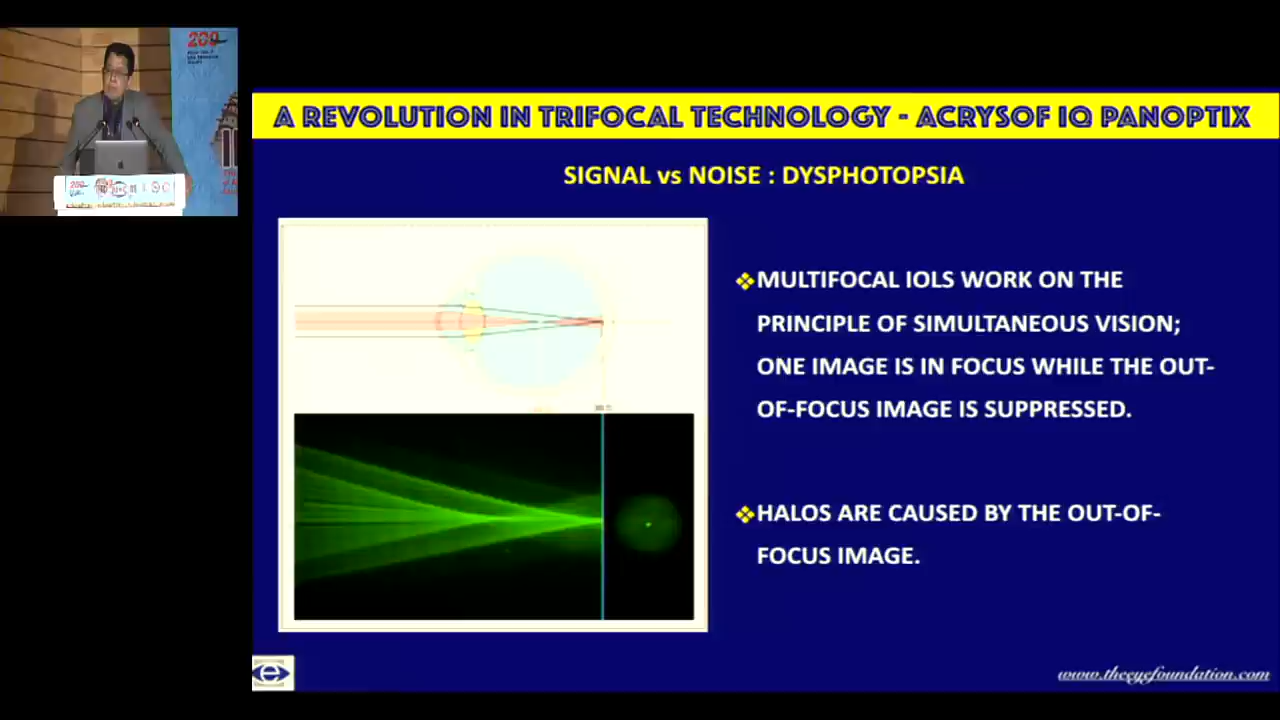 A REVOLUTION IN TRIFOCAL TECHNOLOGY - ACRYSOF IQ PANOPTIX
SIGNAL vs NOISE : DYSPHOTOPSIA
MULTIFOCAL IOLS WORK ON THE
PRINCIPLE OF SIMULTANEOUS VISION;
ONE IMAGE IS IN FOCUS WHILE THE OUT-
OF-FOCUS IMAGE IS SUPPRESSED.
HALOS ARE CAUSED BY THE OUT-OF-
FOCUS IMAGE.
e
www.theeyefoundation.com
200